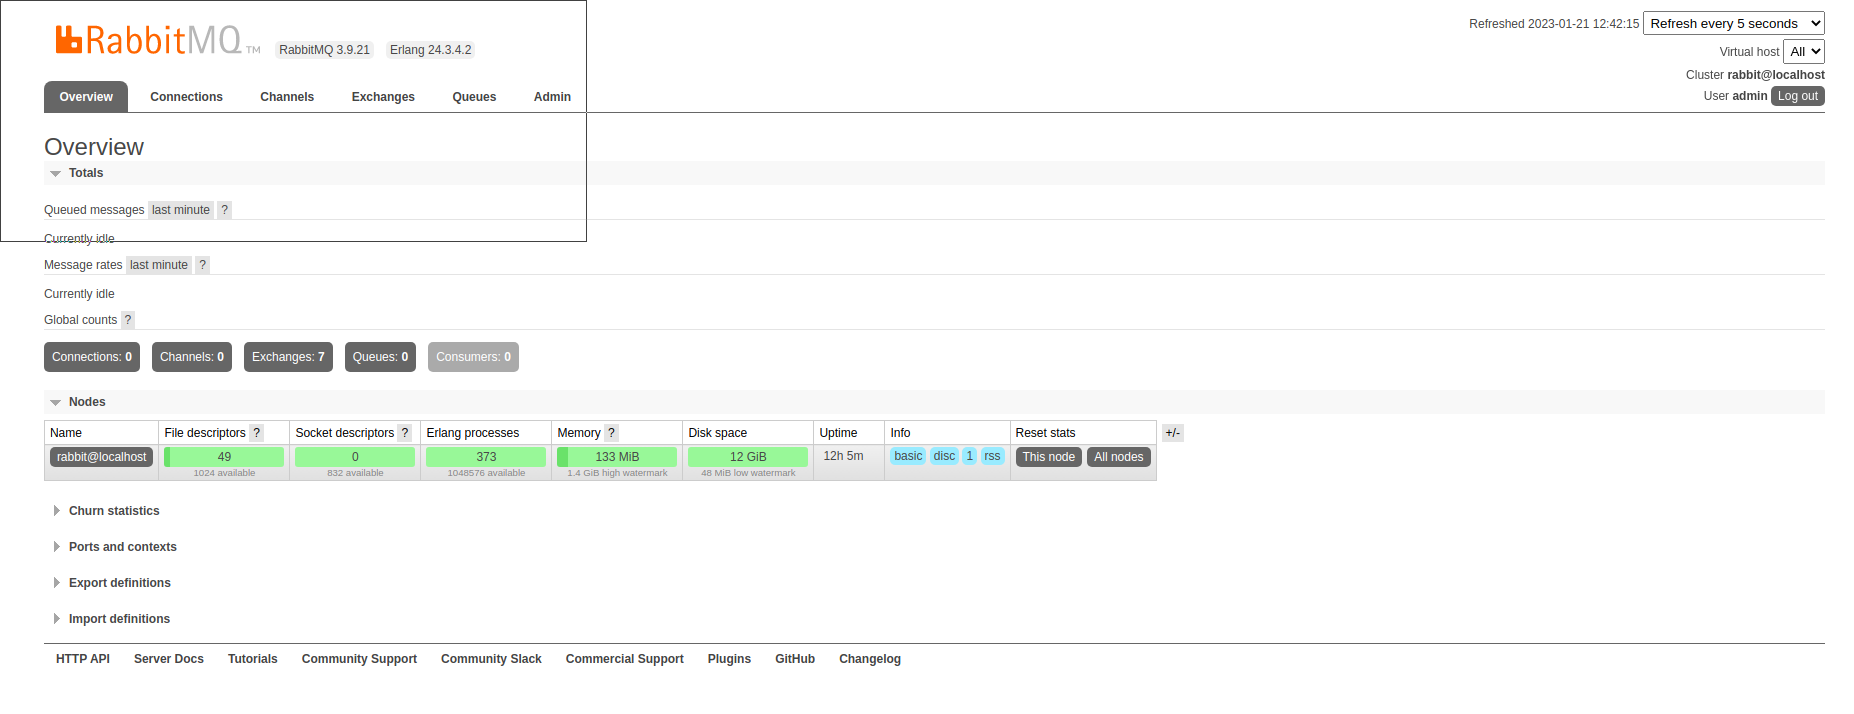 RabbitMQ TM RabbitMQ 3.9.21 Erlang 24.3.4.2
Refreshed 2023-01-21 12:42:15 Refresh every 5 seconds
Virtual host All
Cluster rabbit@localhost
User admin Log out
Overview Connections Channels Exchanges Queues Admin
Overview
Totals
Queued messages last minute ?
Currently idle
Message rates last minute ?
Currently idle
Global counts ?
Connections: 0 Channels: 0 Exchanges: 7 Queues: 0 Consumers: 0
Nodes
Name File descriptors ? Socket descriptors ? Erlang processes Memory ? Disk space Uptime Info Reset stats +/-
rabbit@localhost 49 0 373 133 MiB 12 GiB 12h 5m basic disc 1 rss This node All nodes
1024 available 832 available 1048576 available 1.4 GiB high watermark 48 MiB low watermark
Churn statistics
Ports and contexts
Export definitions
Import definitions
HTTP API Server Docs Tutorials Community Support Community Slack Commercial Support Plugins GitHub Changelog